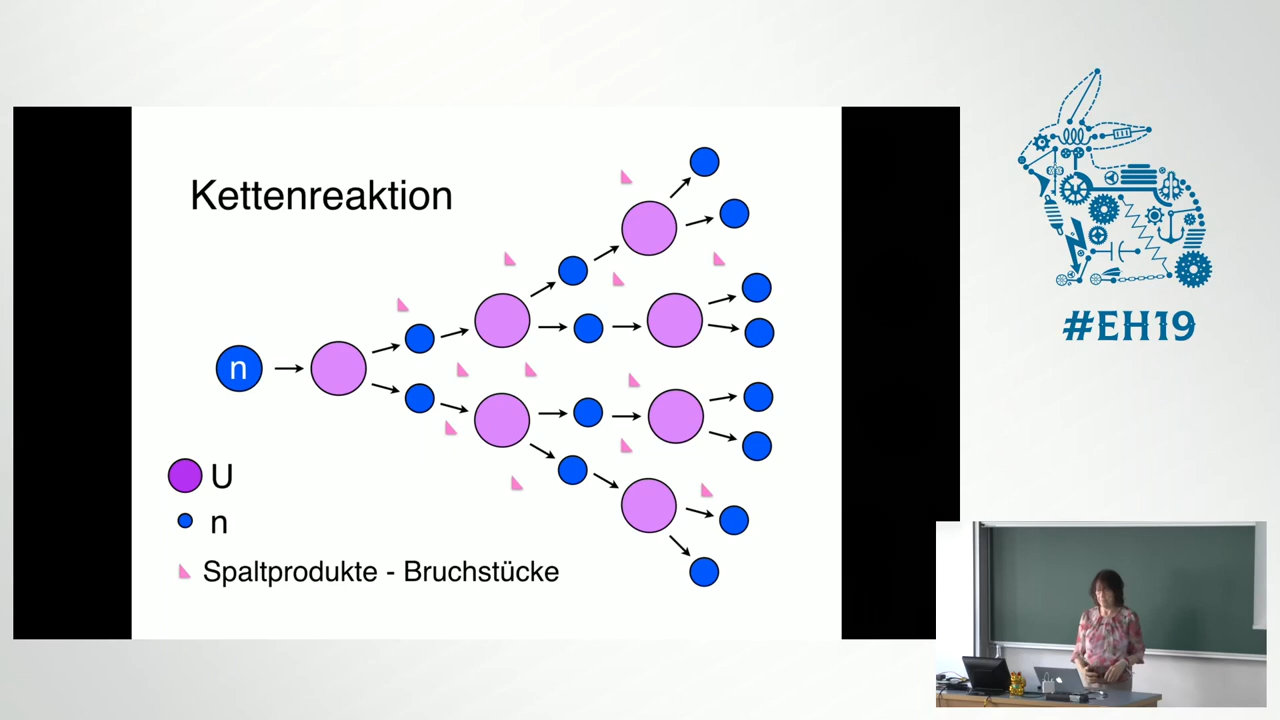 Kettenreaktion
n
U
n
Spaltprodukte - Bruchstücke
#EH19